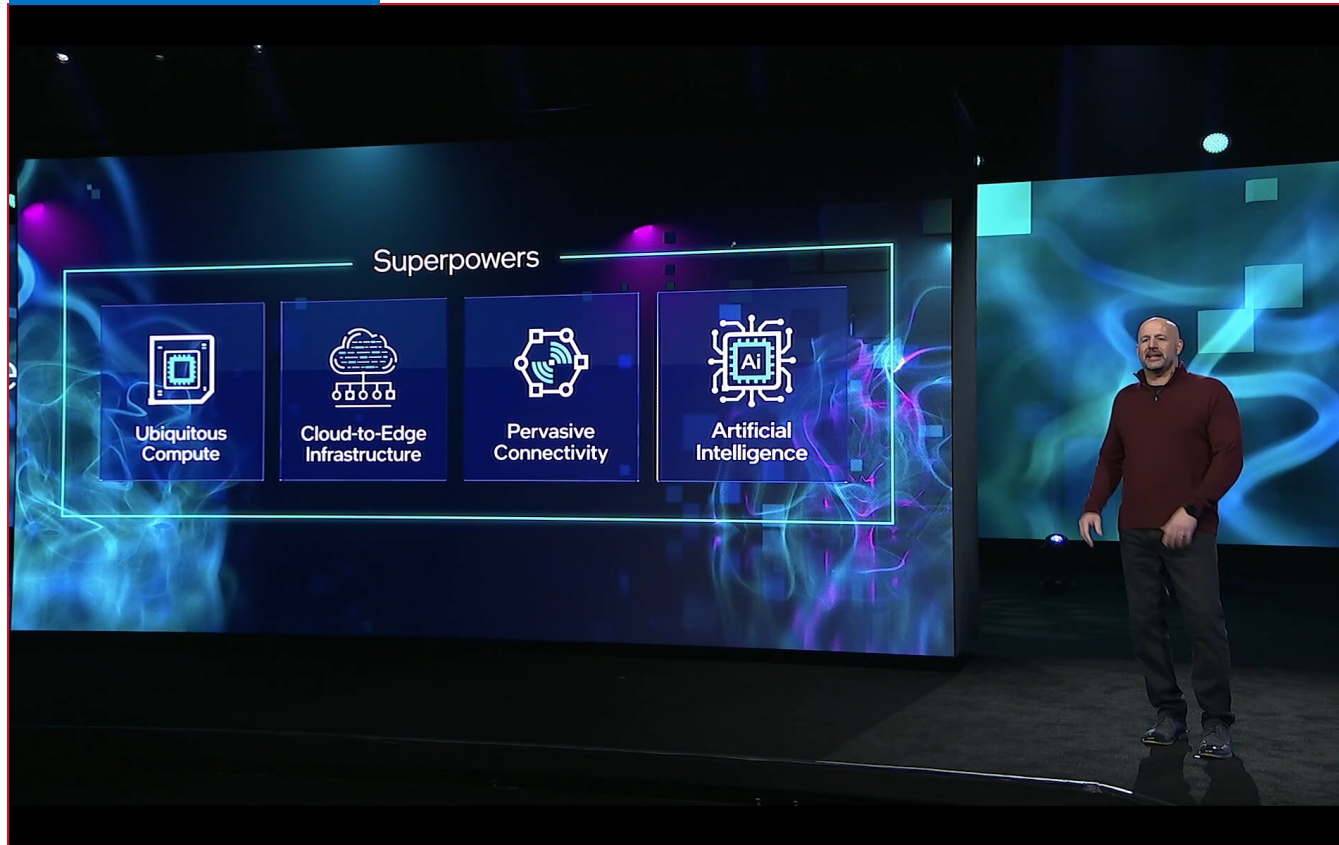 Superpowers
Ubiquitous
Compute
Cloud-to-Edge
Infrastructure
Pervasive
Connectivity
Ai
Artificial
Intelligence